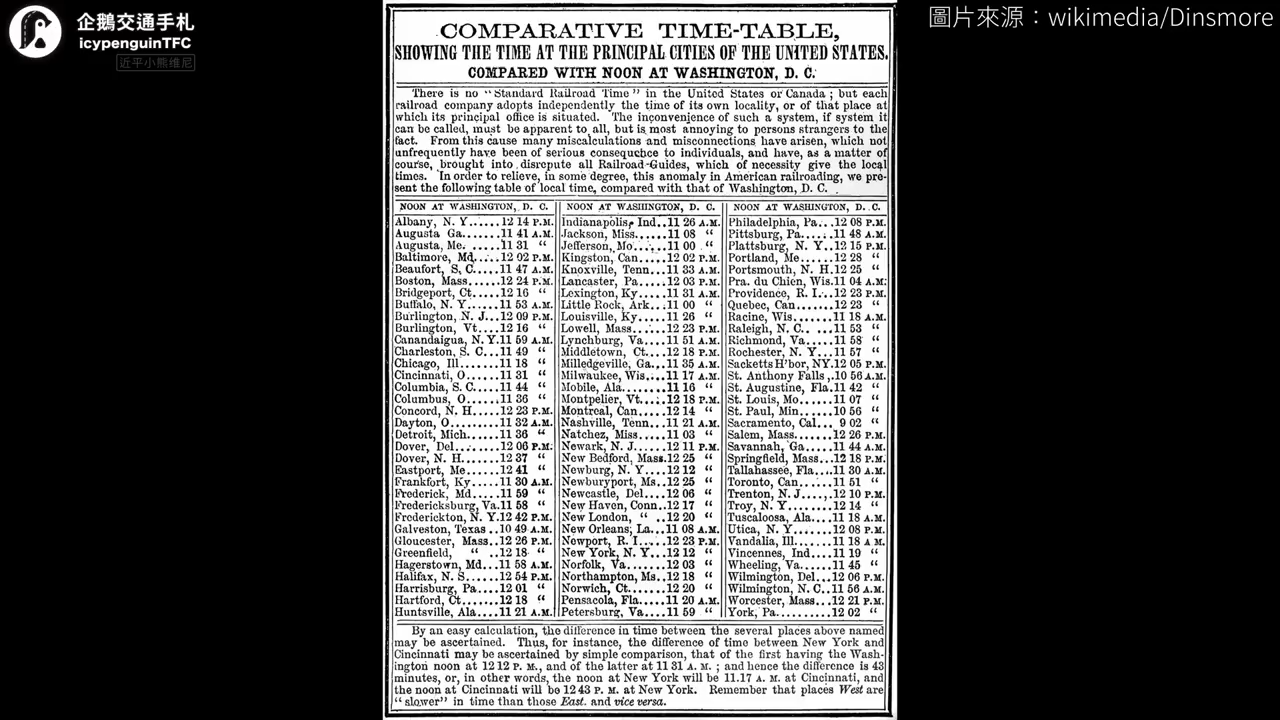 企鵝交通手札
icypenguinTFC
近平小熊维尼
圖片來源：wikimedia/Dinsmore
COMPARATIVE TIME-TABLE,
SHOWING THE TIME AT THE PRINCIPAL CITIES OF THE UNITED STATES.
COMPARED WITH NOON AT WASHINGTON, D. C.
There is no "Standard Railroad Time" in the United States or Canada; but each
railroad company adopts independently the time of its own locality, or of that place at
which its principal office is situated. The inconvenience of such a system, if system it
can be called, must be apparent to all, but is most annoying to persons strangers to the
fact. From this cause many miscalculations and misconnections have arisen, which not
unfrequently have been of serious consequence to individuals, and have, as a matter of
course, brought into disrepute all Railroad-Guides, which of necessity give the local
times. In order to relieve, in some degree, this anomaly in American railroading, we pre-
sent the following table of local time, compared with that of Washington, D. C.
NOON AT WASHINGTON, D. C.
Albany, N. Y......12 14 P.M.
Augusta Ga.....11 41 A.M.
Augusta, Me......11 31 "
Baltimore, Md....12 02 P.M.
Beaufort, S. C....11 47 A.M.
Boston, Mass.....12 24 P.M.
Bridgeport, Ct....12 16 "
Buffalo, N. Y.....11 53 A.M.
Burlington, N. J...12 09 P.M.
Burlington, Vt....12 16 "
Canandaigua, N. Y.11 59 A.M.
Charleston, S. C...11 49 "
Chicago, Ill.......11 18 "
Cincinnati, O.....11 31 "
Columbia, S. C....11 44 "
Columbus, O.....11 36 "
Concord, N. H....12 23 P.M.
Dayton, O........11 32 A.M.
Detroit, Mich.....11 36 "
Dover, Del.......12 06 P.M.
Dover, N. H......12 37 "
Eastport, Me.....12 41 "
Frankfort, Ky....11 30 A.M.
Frederick, Md....11 59 "
Fredericksburg, Va.11 58 "
Frederickton, N. Y.12 42 P.M.
Galveston, Texas ..10 49 A.M.
Gloucester, Mass..12 26 P.M.
Greenfield, " ..12 18 "
Hagerstown, Md...11 58 A.M.
Halifax, N. S......12 54 P.M.
Harrisburg, Pa....12 01 "
Hartford, Ct......12 18 "
Huntsville, Ala....11 21 A.M.
NOON AT WASHINGTON, D. C.
Indianapolis, Ind..11 26 A.M.
Jackson, Miss.....11 08 "
Jefferson, Mo.....11 00 "
Kingston, Can....12 02 P.M.
Knoxville, Tenn...11 33 A.M.
Lancaster, Pa.....12 03 P.M.
Lexington, Ky....11 31 A.M.
Little Rock, Ark...11 00 "
Louisville, Ky....11 26 "
Lowell, Mass.....12 23 P.M.
Lynchburg, Va....11 51 A.M.
Middletown, Ct...12 18 P.M.
Milledgeville, Ga...11 35 A.M.
Milwaukee, Wis...11 17 A.M.
Mobile, Ala.......11 16 "
Montpelier, Vt....12 18 P.M.
Montreal, Can....12 14 "
Nashville, Tenn...11 21 A.M.
Natchez, Miss....11 03 "
Newark, N. J.....12 11 P.M.
New Bedford, Mass.12 25 "
Newburg, N. Y....12 12 "
Newburyport, Ms..12 25 "
Newcastle, Del....12 06 "
New Haven, Conn..12 17 "
New London, " ..12 20 "
New Orleans, La...11 08 A.M.
Newport, R. I.....12 23 P.M.
New York, N. Y...12 12 "
Norfolk, Va.......12 03 "
Northampton, Ms..12 18 "
Norwich, Ct......12 20 "
Pensacola, Fla....11 20 A.M.
Petersburg, Va....11 59 "
NOON AT WASHINGTON, D. C.
Philadelphia, Pa...12 08 P.M.
Pittsburg, Pa.....11 48 A.M.
Plattsburg, N. Y..12 15 P.M.
Portland, Me.....12 28 "
Portsmouth, N. H.12 25 "
Pra. du Chien, Wis.11 04 A.M.
Providence, R. I...12 23 P.M.
Quebec, Can......12 23 "
Racine, Wis.......11 18 A.M.
Raleigh, N. C. ...11 53 "
Richmond, Va....11 58 "
Rochester, N. Y...11 57 "
Sacketts H'bor, NY.12 05 P.M.
St. Anthony Falls .10 56 A.M.
St. Augustine, Fla.11 42 "
St. Louis, Mo.....11 07 "
St. Paul, Min.....10 56 "
Sacramento, Cal... 9 02 "
Salem, Mass......12 26 P.M.
Savannah, Ga.....11 44 A.M.
Springfield, Mass..12 18 P.M.
Tallahassee, Fla...11 30 A.M.
Toronto, Can.....11 51 "
Trenton, N. J.....12 10 P.M.
Troy, N. Y.......12 14 "
Tuscaloosa, Ala...11 18 A.M.
Utica, N. Y......12 08 P.M.
Vandalia, Ill......11 18 A M.
Vincennes, Ind....11 19 "
Wheeling, Va.....11 45 "
Wilmington, Del..12 06 P.M.
Wilmington, N. C..11 56 A.M.
Worcester, Mass...12 21 P.M.
York, Pa..........12 02 "
By an easy calculation, the difference in time between the several places above named
may be ascertained. Thus, for instance, the difference of time between New York and
Cincinnati may be ascertained by simple comparison, that of the first having the Wash-
ington noon at 12 12 P. M., and of the latter at 11 31 A. M.; and hence the difference is 43
minutes, or, in other words, the noon at New York will be 11.17 A. M. at Cincinnati, and
the noon at Cincinnati will be 12 43 P. M. at New York. Remember that places West are
"slower" in time than those East. and vice versa.